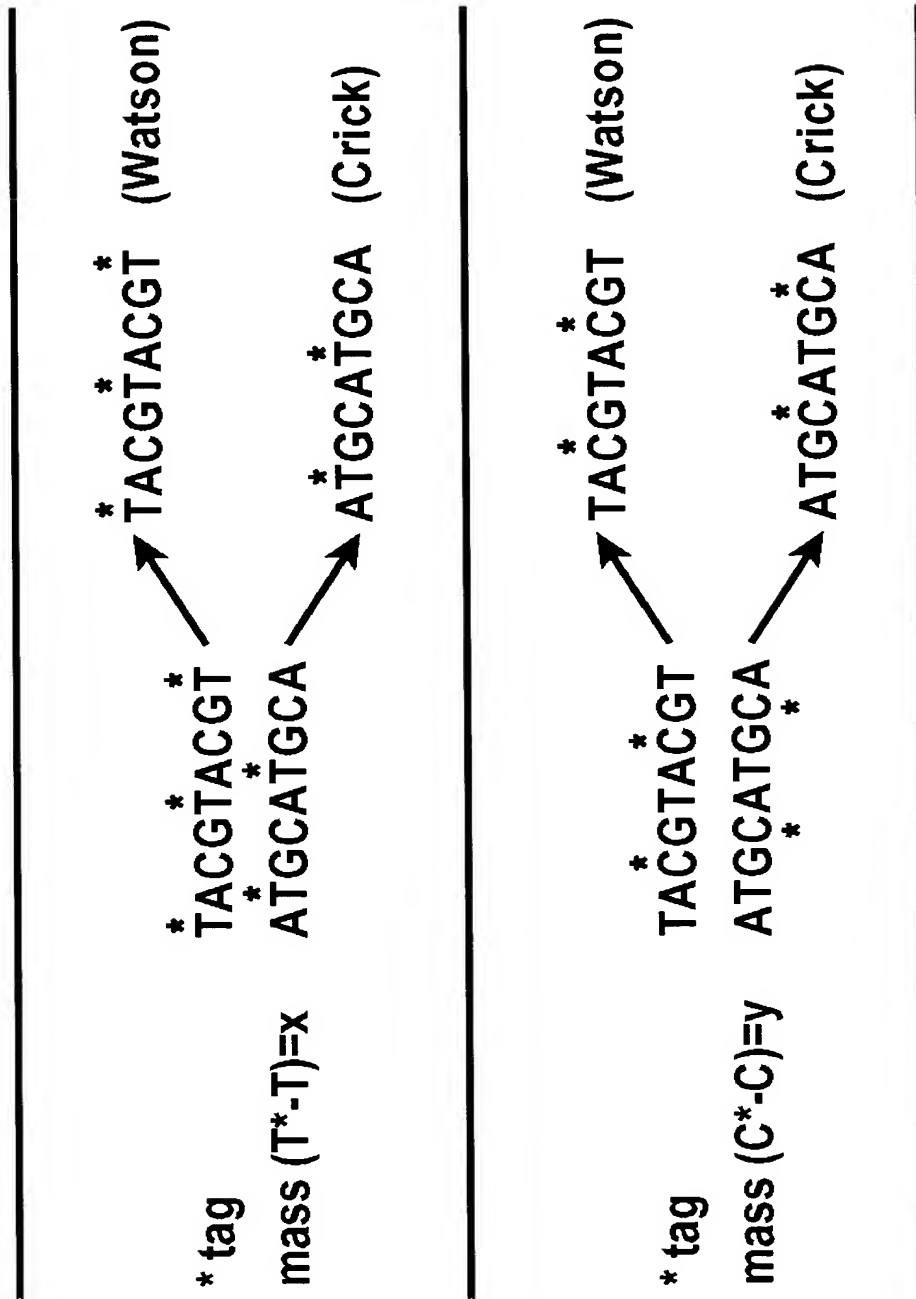 * * *
TACGTACGT (Watson)
* * *
* tag TACGTACGT
* *
mass (T*-T)=x ATGCATGCA
* *
ATGCATGCA (Crick)
* *
TACGTACGT (Watson)
* *
* tag TACGTACGT
mass (C*-C)=y ATGCATGCA
* * * *
ATGCATGCA (Crick)